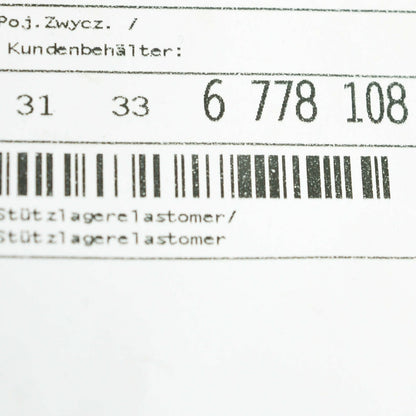 Poj.Zwycz. /
Kundenbehälter:
31 33 6 778 108
Stützlagerelastomer/
Stützlagerelastomer